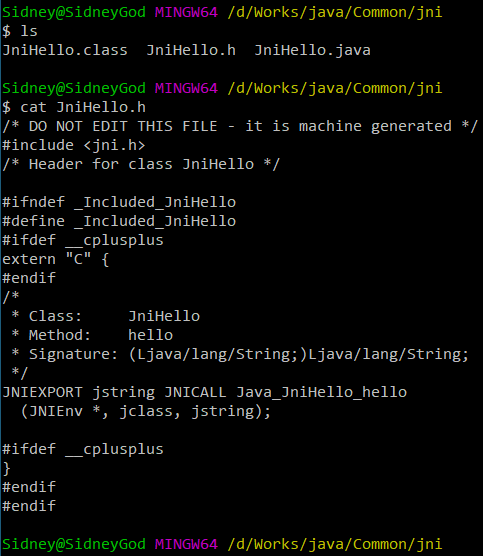 Sidney@SidneyGod MINGW64 /d/Works/java/Common/jni
$ ls
JniHello.class  JniHello.h  JniHello.java
Sidney@SidneyGod MINGW64 /d/Works/java/Common/jni
$ cat JniHello.h
/* DO NOT EDIT THIS FILE - it is machine generated */
#include <jni.h>
/* Header for class JniHello */
#ifndef _Included_JniHello
#define _Included_JniHello
#ifdef __cplusplus
extern "C" {
#endif
/*
 * Class:     JniHello
 * Method:    hello
 * Signature: (Ljava/lang/String;)Ljava/lang/String;
 */
JNIEXPORT jstring JNICALL Java_JniHello_hello
  (JNIEnv *, jclass, jstring);
#ifdef __cplusplus
}
#endif
#endif
Sidney@SidneyGod MINGW64 /d/Works/java/Common/jni